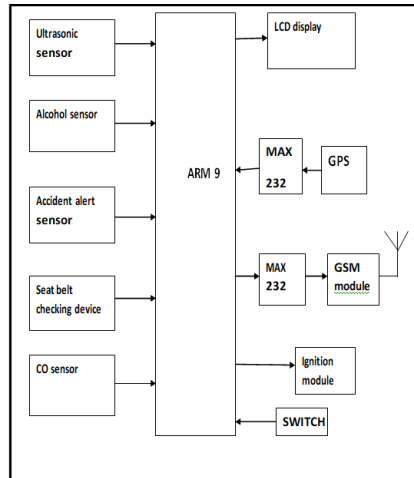 Ultrasonic
sensor
Alcohol sensor
Accident alert
sensor
Seat belt
checking device
CO sensor
ARM 9
LCD display
MAX
232
GPS
MAX
232
GSM
module
Ignition
module
SWITCH